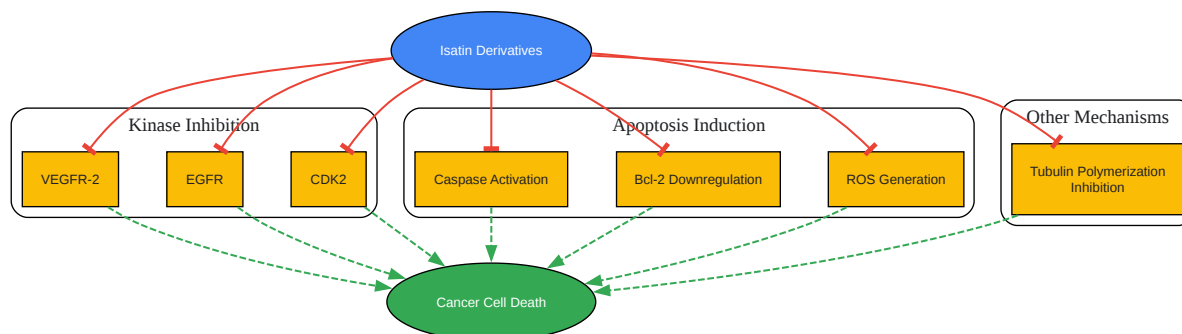 Isatin Derivatives
Kinase Inhibition
Apoptosis Induction
Other Mechanisms
VEGFR-2
EGFR
CDK2
Caspase Activation
Bcl-2 Downregulation
ROS Generation
Tubulin Polymerization
Inhibition
Cancer Cell Death